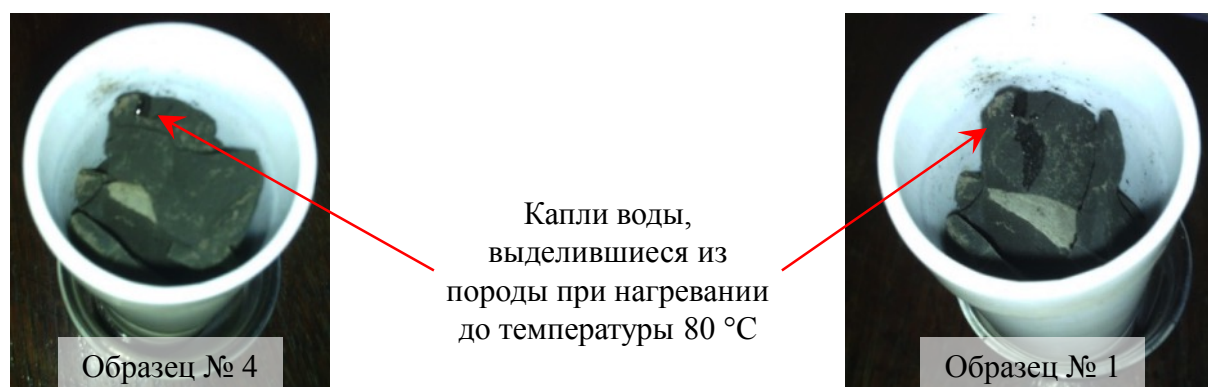 Капли воды,
выделившиеся из
породы при нагревании
до температуры 80 °С
Образец № 4
Образец № 1